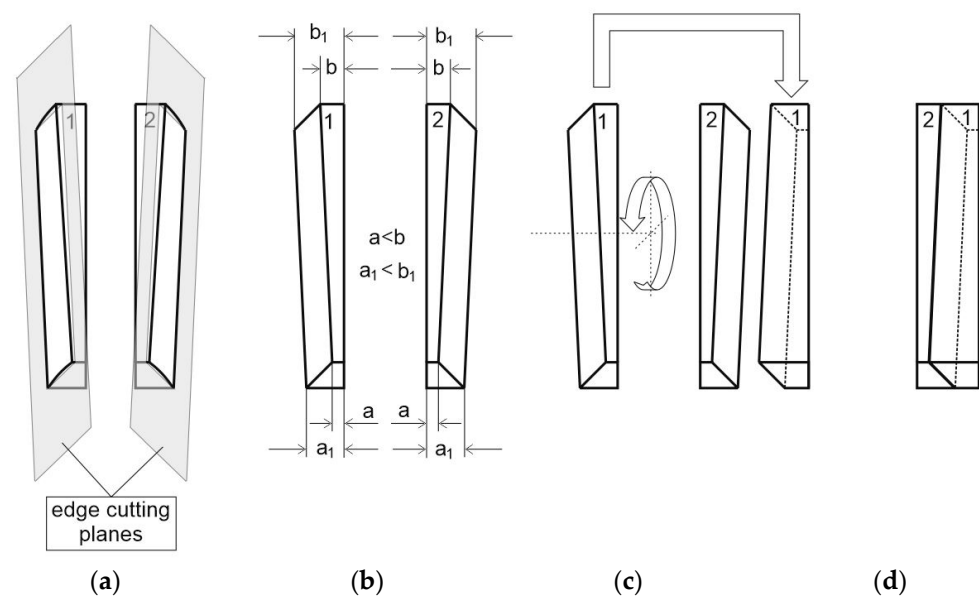 1
2
edge cutting
planes
(a)
b₁
b₁
b
b
1
2
a<b
a₁ < b₁
a
a
a₁
a₁
(b)
1
2
1
(c)
2
1
(d)